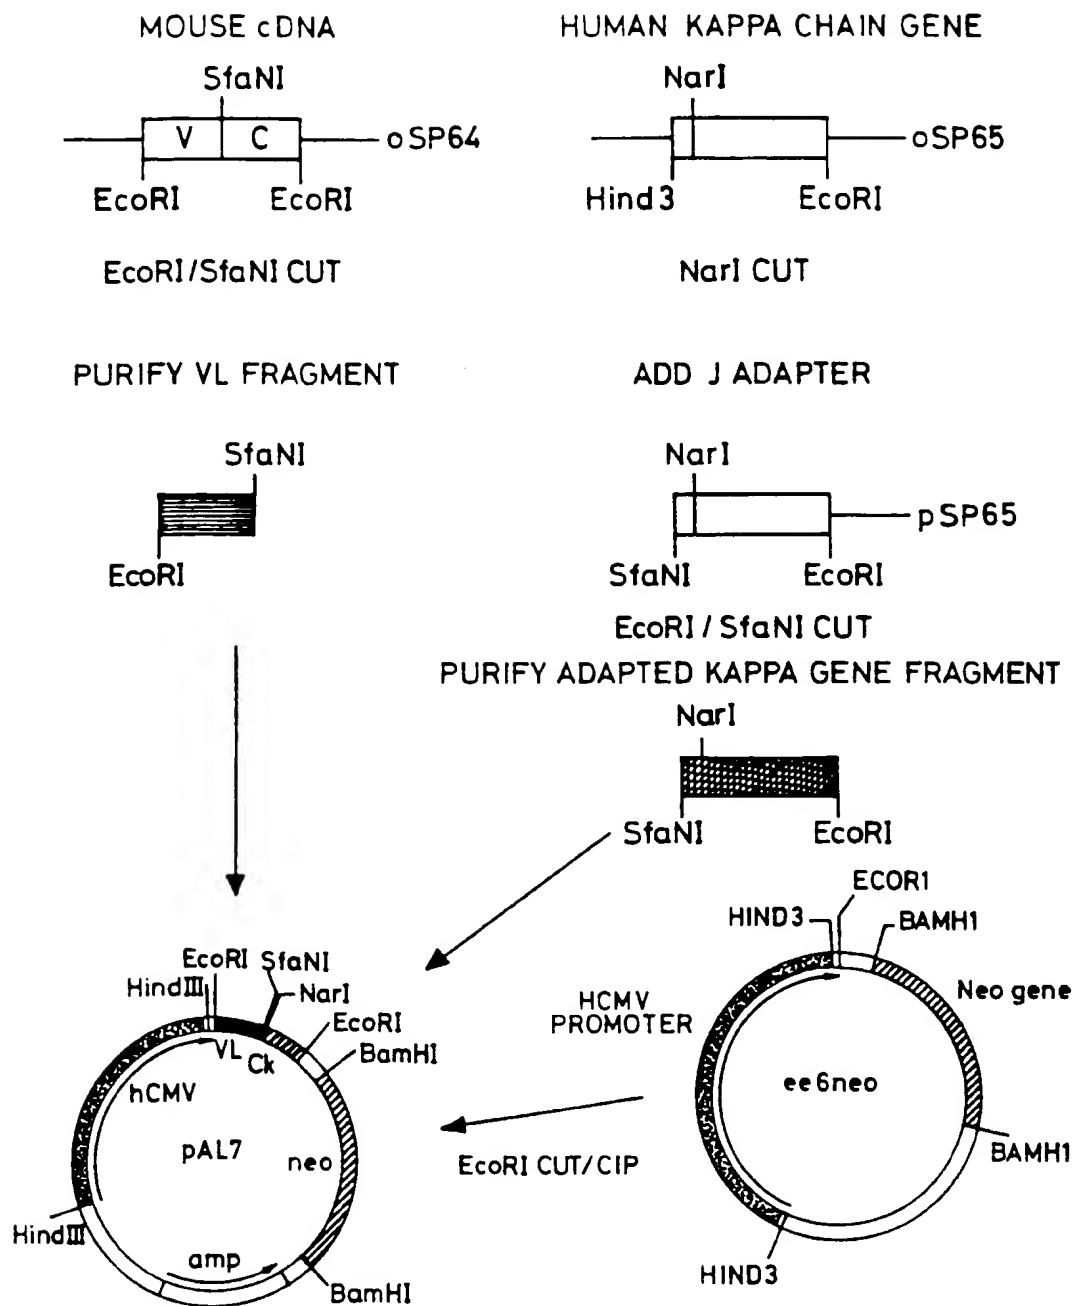 MOUSE cDNA
SfaNI
V
C
oSP64
EcoRI
EcoRI
EcoRI/SfaNI CUT
HUMAN KAPPA CHAIN GENE
NarI
oSP65
Hind3
EcoRI
NarI CUT
PURIFY VL FRAGMENT
SfaNI
EcoRI
ADD J ADAPTER
NarI
pSP65
SfaNI
EcoRI
EcoRI / SfaNI CUT
PURIFY ADAPTED KAPPA GENE FRAGMENT
NarI
SfaNI
EcoRI
EcoRI
SfaNI
HindIII
NarI
EcoRI
BamHI
VL
Ck
hCMV
pAL7
neo
HindIII
amp
BamHI
ECOR1
HIND3
BAMH1
HCMV
PROMOTER
Neo gene
ee6neo
EcoRI CUT/CIP
BAMH1
HIND3